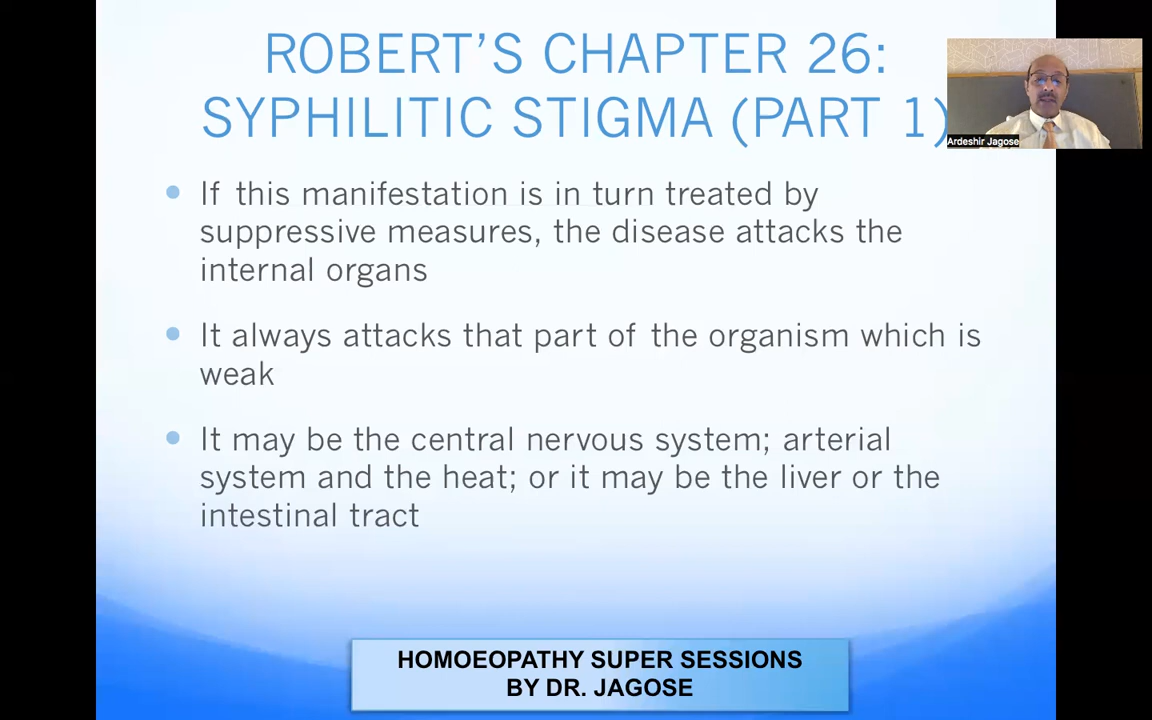 ROBERT'S CHAPTER 26:
SYPHILITIC STIGMA (PART 1)
Ardeshir Jagose
If this manifestation is in turn treated by
suppressive measures, the disease attacks the
internal organs
It always attacks that part of the organism which is
weak
It may be the central nervous system; arterial
system and the heat; or it may be the liver or the
intestinal tract
HOMOEOPATHY SUPER SESSIONS
BY DR. JAGOSE